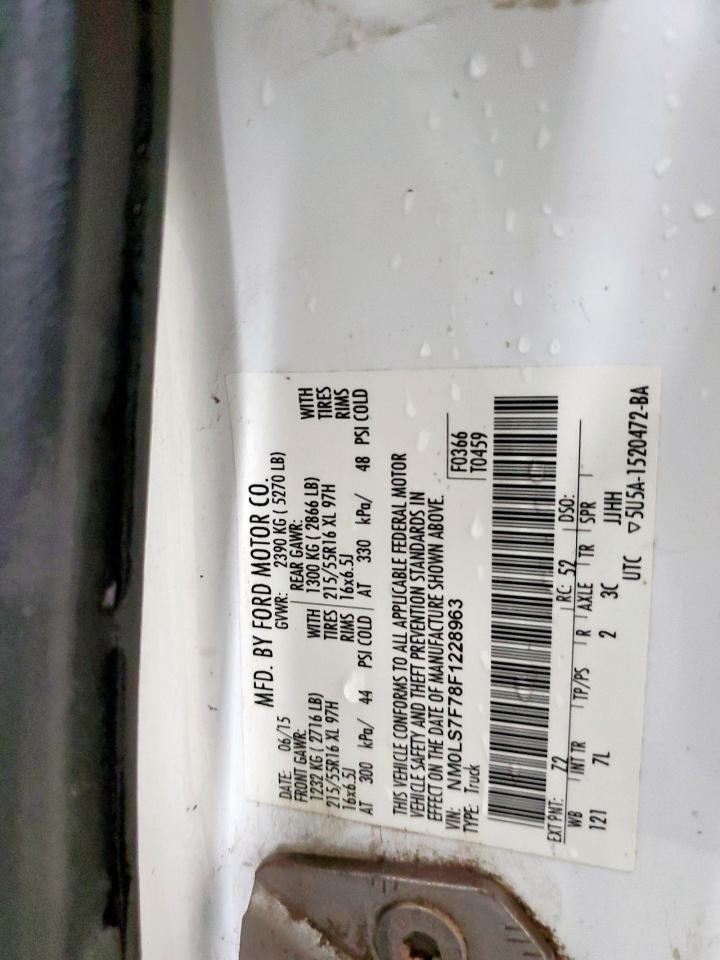 MFD. BY FORD MOTOR CO.
DATE: 06/15 GVWR: 2390 KG ( 5270 LB)
FRONT GAWR: REAR GAWR:
1232 KG ( 2716 LB) WITH 1300 KG ( 2866 LB) WITH
215/55R16 XL 97H TIRES 215/55R16 XL 97H TIRES
16x6.5J RIMS 16x6.5J RIMS
AT 300 kPa/ 44 PSI COLD AT 330 kPa/ 48 PSI COLD
THIS VEHICLE CONFORMS TO ALL APPLICABLE FEDERAL MOTOR
VEHICLE SAFETY AND THEFT PREVENTION STANDARDS IN
EFFECT ON THE DATE OF MANUFACTURE SHOWN ABOVE.
VIN: NM0LS7F78F1228963 F0366
TYPE: Truck T0459
EXT PNT: 72 RC: 52 DSO:
WB INT TR TP/PS R AXLE TR SPR
121 7L 2 3C JJHH
UTC ▽5U5A-1520472-BA